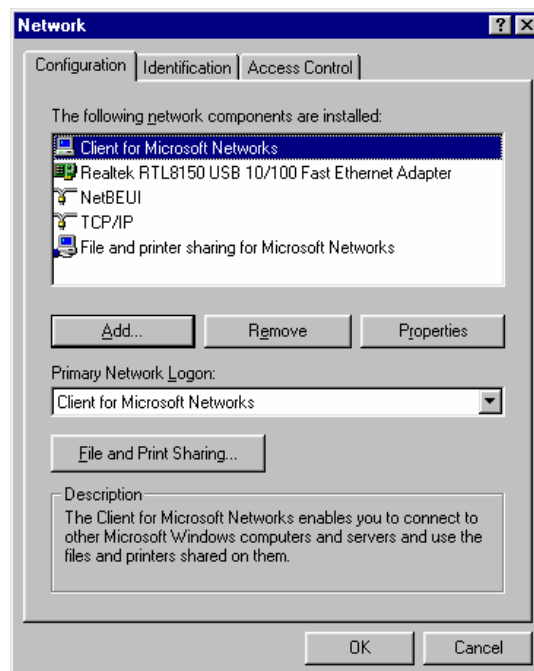 Network
Configuration Identification Access Control
The following network components are installed:
Client for Microsoft Networks
Realtek RTL8150 USB 10/100 Fast Ethernet Adapter
NetBEUI
TCP/IP
File and printer sharing for Microsoft Networks
Add... Remove Properties
Primary Network Logon:
Client for Microsoft Networks
File and Print Sharing...
Description
The Client for Microsoft Networks enables you to connect to
other Microsoft Windows computers and servers and use the
files and printers shared on them.
OK Cancel